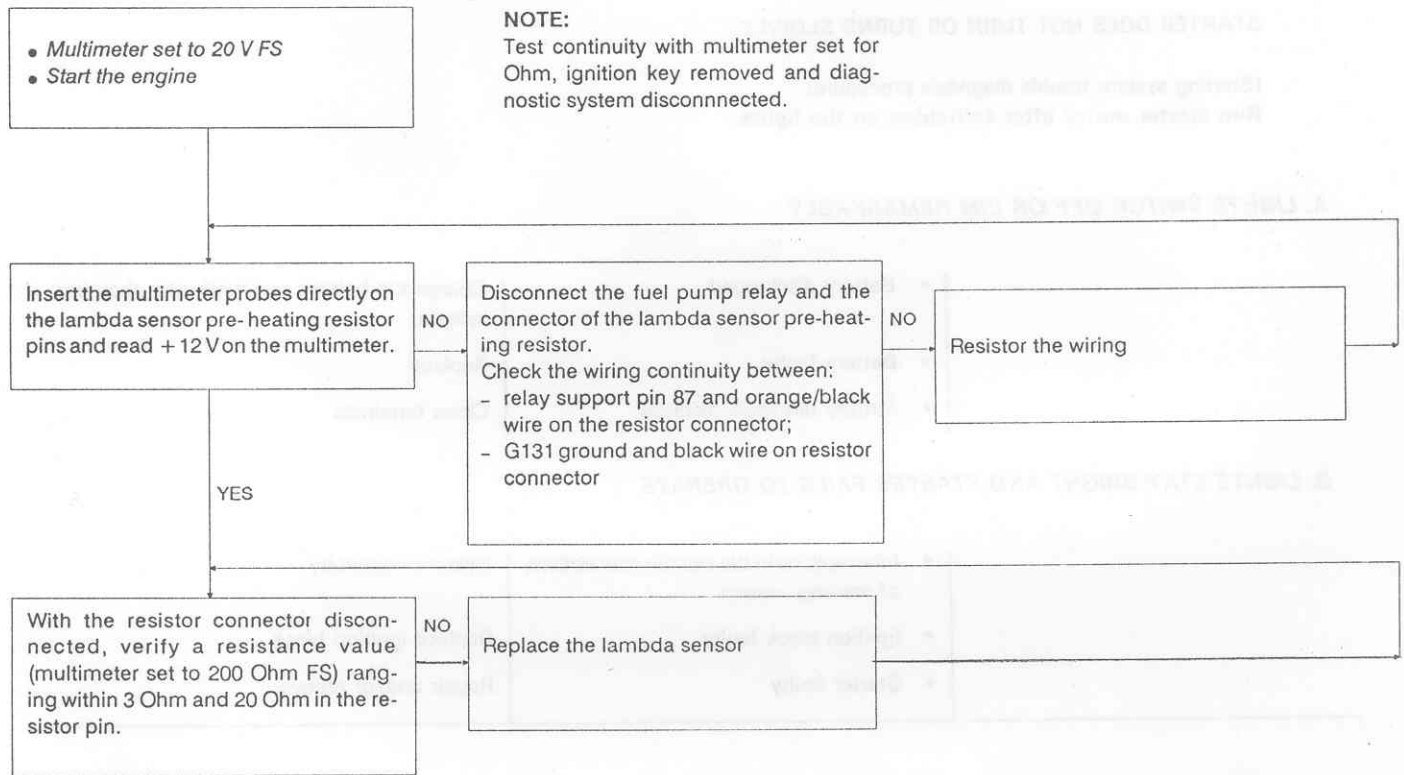 • Multimeter set to 20 V FS
• Start the engine
NOTE:
Test continuity with multimeter set for
Ohm, ignition key removed and diag-
nostic system disconnnected.
Insert the multimeter probes directly on
the lambda sensor pre-heating resistor
pins and read +12 V on the multimeter.
NO
Disconnect the fuel pump relay and the
connector of the lambda sensor pre-heat-
ing resistor.
Check the wiring continuity between:
– relay support pin 87 and orange/black
wire on the resistor connector;
– G131 ground and black wire on resistor
connector
NO
Resistor the wiring
YES
With the resistor connector discon-
nected, verify a resistance value
(multimeter set to 200 Ohm FS) rang-
ing within 3 Ohm and 20 Ohm in the re-
sistor pin.
NO
Replace the lambda sensor